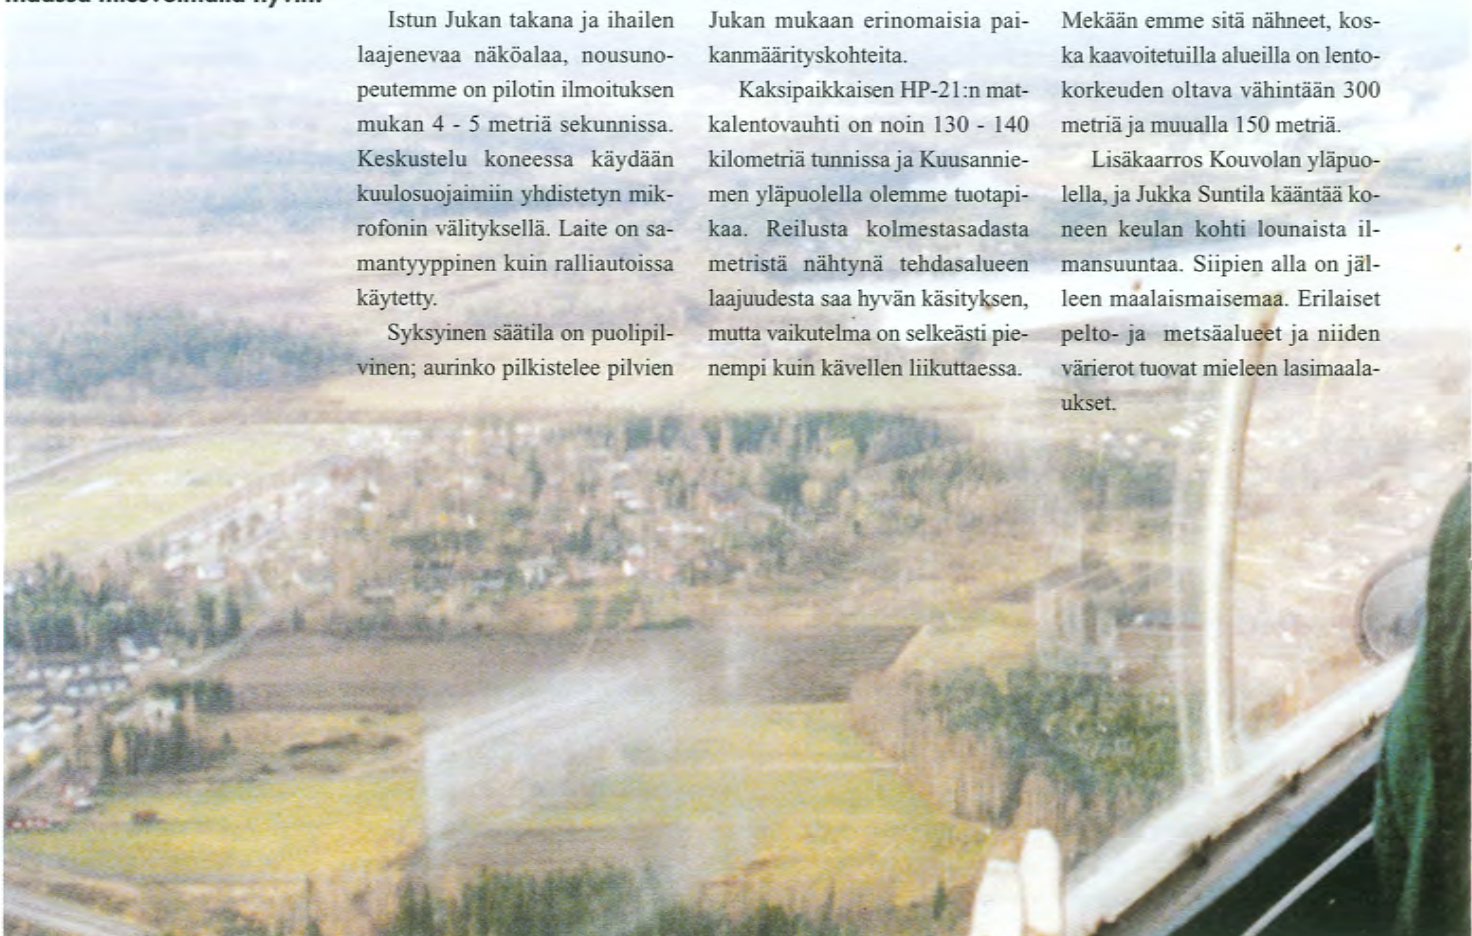 Istun Jukan takana ja ihailen
laajenevaa näköalaa, nousuno-
peutemme on pilotin ilmoituksen
mukan 4 - 5 metriä sekunnissa.
Keskustelu koneessa käydään
kuulosuojaimiin yhdistetyn mik-
rofonin välityksellä. Laite on sa-
mantyyppinen kuin ralliautoissa
käytetty.
Syksyinen säätila on puolipil-
vinen; aurinko pilkistelee pilvien
Jukan mukaan erinomaisia pai-
kanmäärityskohteita.
Kaksipaikkaisen HP-21:n mat-
kalentovauhti on noin 130 - 140
kilometriä tunnissa ja Kuusannie-
men yläpuolella olemme tuotapi-
kaa. Reilusta kolmestasadasta
metristä nähtynä tehdasalueen
laajuudesta saa hyvän käsityksen,
mutta vaikutelma on selkeästi pie-
nempi kuin kävellen liikuttaessa.
Mekään emme sitä nähneet, kos-
ka kaavoitetuilla alueilla on lento-
korkeuden oltava vähintään 300
metriä ja muualla 150 metriä.
Lisäkaarros Kouvolan yläpuo-
lella, ja Jukka Suntila kääntää ko-
neen keulan kohti lounaista il-
mansuuntaa. Siipien alla on jäl-
leen maalaismaisemaa. Erilaiset
pelto- ja metsäalueet ja niiden
värierot tuovat mieleen lasimaala-
ukset.